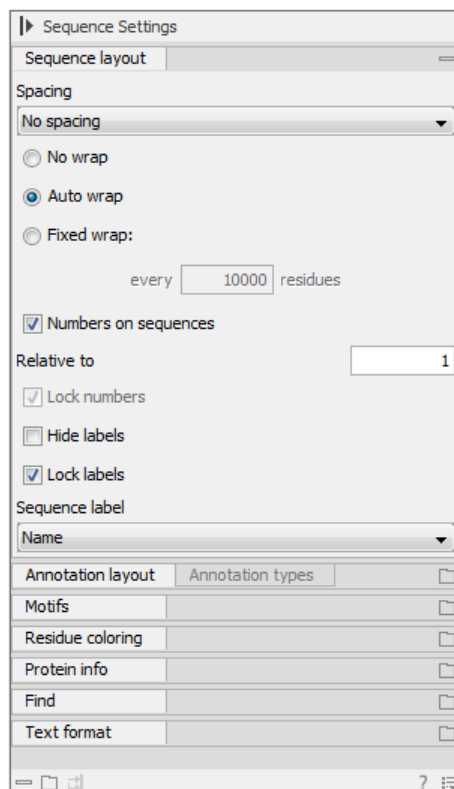 Sequence Settings
Sequence layout
Spacing
No spacing
No wrap
Auto wrap
Fixed wrap:
every 10000 residues
Numbers on sequences
Relative to 1
Lock numbers
Hide labels
Lock labels
Sequence label
Name
Annotation layout Annotation types
Motifs
Residue coloring
Protein info
Find
Text format
?